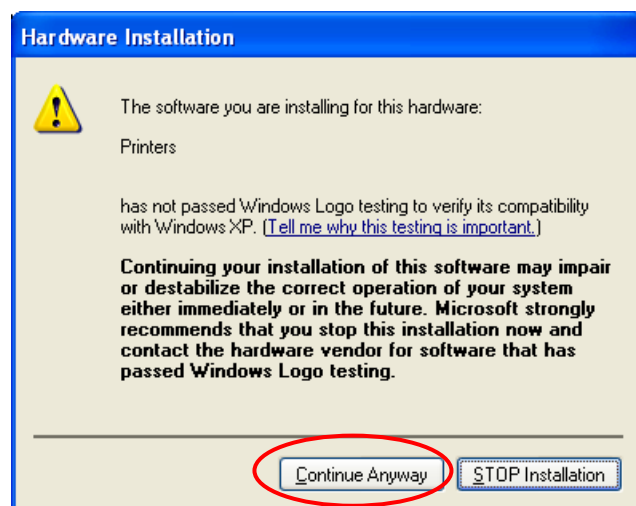 Hardware Installation
The software you are installing for this hardware:
Printers
has not passed Windows Logo testing to verify its compatibility
with Windows XP. (Tell me why this testing is important.)
Continuing your installation of this software may impair
or destabilize the correct operation of your system
either immediately or in the future. Microsoft strongly
recommends that you stop this installation now and
contact the hardware vendor for software that has
passed Windows Logo testing.
Continue Anyway
STOP Installation